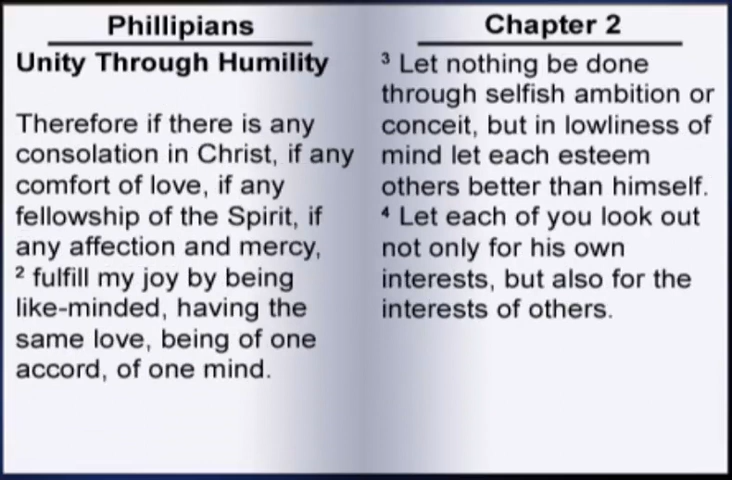 Phillipians
Unity Through Humility
Therefore if there is any
consolation in Christ, if any
comfort of love, if any
fellowship of the Spirit, if
any affection and mercy,
² fulfill my joy by being
like-minded, having the
same love, being of one
accord, of one mind.
Chapter 2
³ Let nothing be done
through selfish ambition or
conceit, but in lowliness of
mind let each esteem
others better than himself.
⁴ Let each of you look out
not only for his own
interests, but also for the
interests of others.